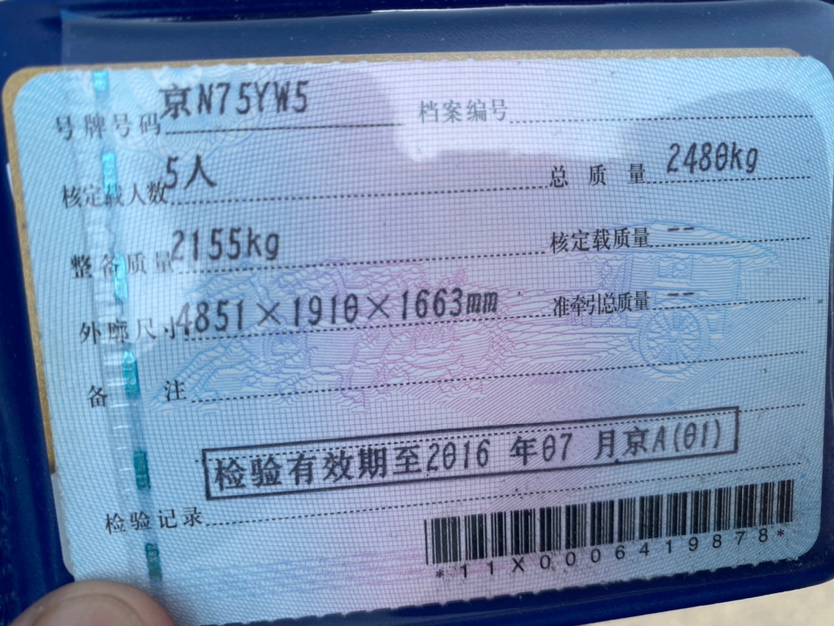 号牌号码 京N75YW5 档案编号
核定载人数 5人 总质量 2480kg
整备质量 2155kg 核定载质量 --
外廓尺寸 4851×1910×1663mm 准牵引总质量 --
备注
检验有效期至2016 年07 月京A(01)
检验记录
*11X0006419878*